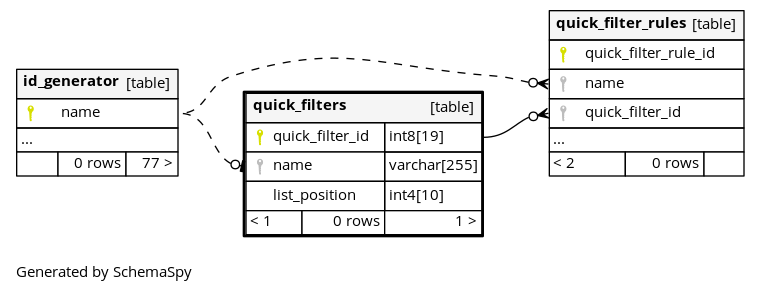 id_generator [table]
name
...
0 rows 77 >
quick_filters [table]
quick_filter_id int8[19]
name varchar[255]
list_position int4[10]
< 1 0 rows 1 >
quick_filter_rules [table]
quick_filter_rule_id
name
quick_filter_id
...
< 2 0 rows
Generated by SchemaSpy